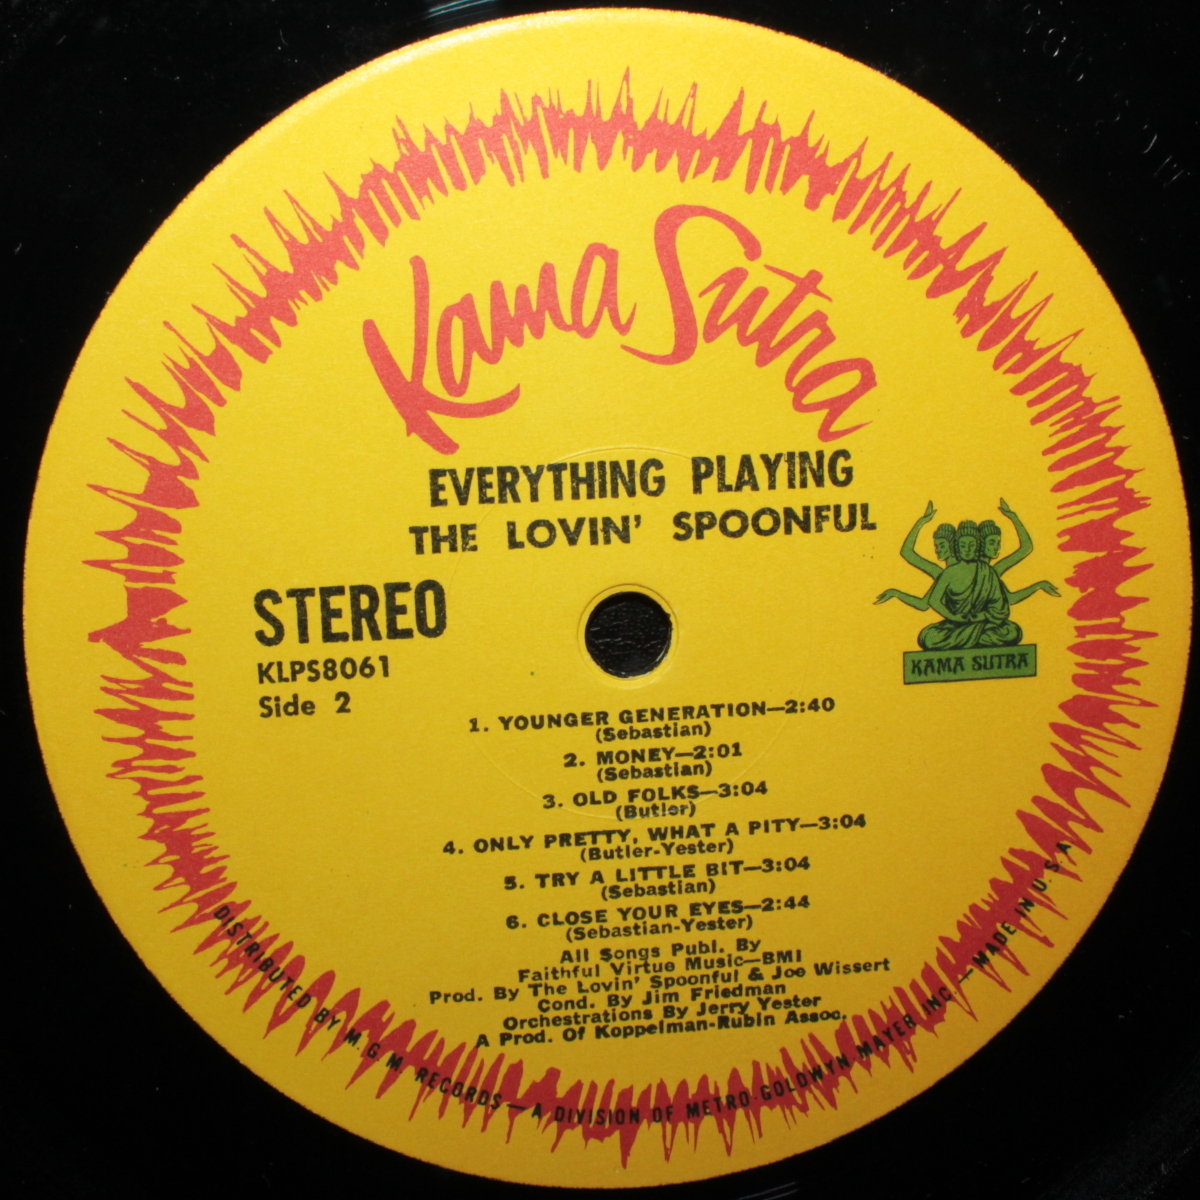 Kama Sutra
EVERYTHING PLAYING
THE LOVIN' SPOONFUL
STEREO
KLPS8061
Side 2
KAMA SUTRA
1. YOUNGER GENERATION—2:40
(Sebastian)
2. MONEY—2:01
(Sebastian)
3. OLD FOLKS—3:04
(Butler)
4. ONLY PRETTY, WHAT A PITY—3:04
(Butler-Yester)
5. TRY A LITTLE BIT—3:04
(Sebastian)
6. CLOSE YOUR EYES—2:44
(Sebastian-Yester)
All Songs Publ. By
Faithful Virtue Music—BMI
Prod. By The Lovin' Spoonful & Joe Wissert
Cond. By Jim Friedman
Orchestrations By Jerry Yester
A Prod. Of Koppelman-Rubin Assoc.
DISTRIBUTED BY M.G.M. RECORDS—A DIVISION OF METRO-GOLDWYN MAYER INC.—MADE IN U.S.A.